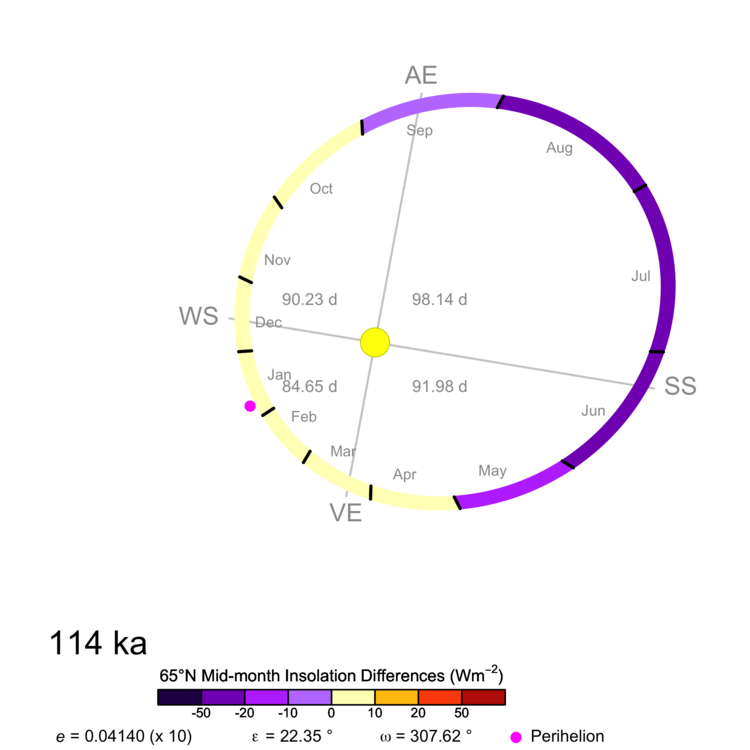 AE
Sep
Aug
Oct
Nov
Jul
90.23 d
98.14 d
WS
Dec
Jan
84.65 d
91.98 d
SS
Feb
Jun
Mar
Apr
May
VE
114 ka
65°N Mid-month Insolation Differences (Wm⁻²)
-50 -20 -10 0 10 20 50
e = 0.04140 (x 10) ε = 22.35 ° ω = 307.62 ° Perihelion